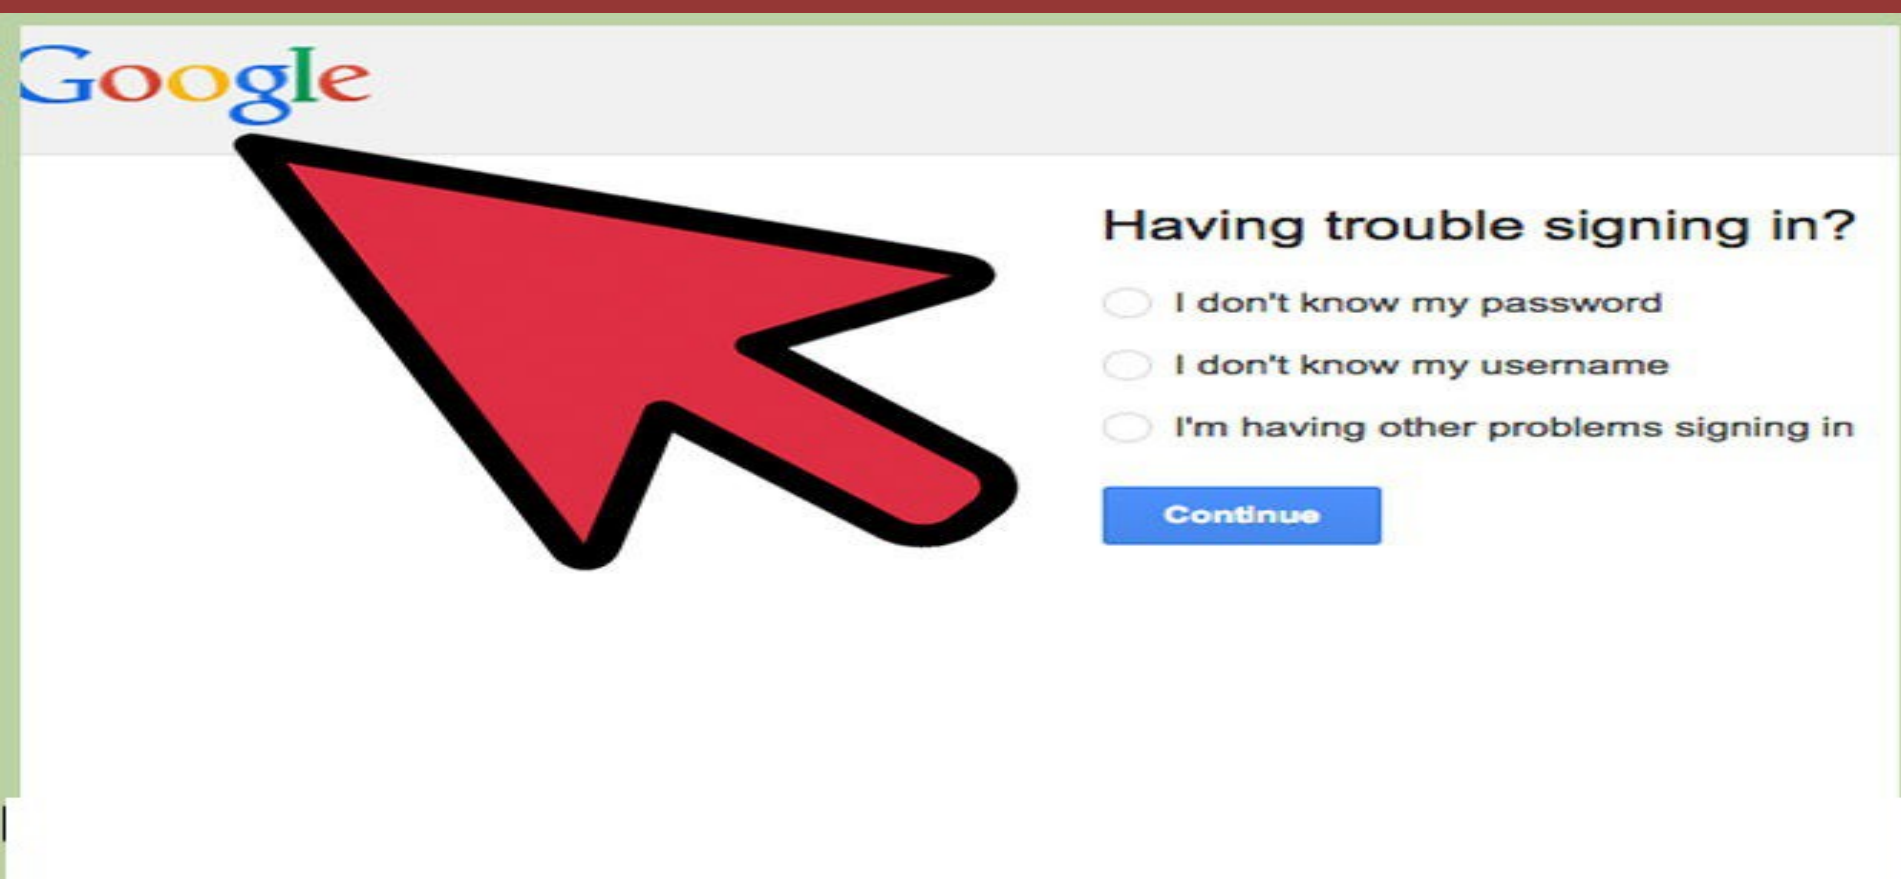 Google
Having trouble signing in?
I don't know my password
I don't know my username
I'm having other problems signing in
Continue